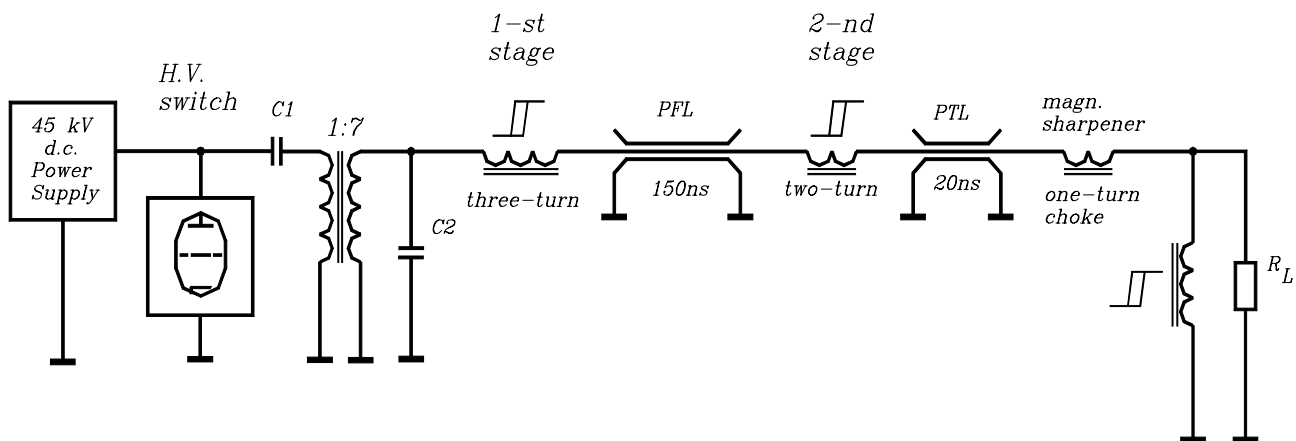 1-st
stage
2-nd
stage
H.V.
switch
C1
1:7
PFL
PTL
magn.
sharpener
45 kV
d.c.
Power
Supply
three-turn
150ns
two-turn
20ns
one-turn
choke
C2
RL